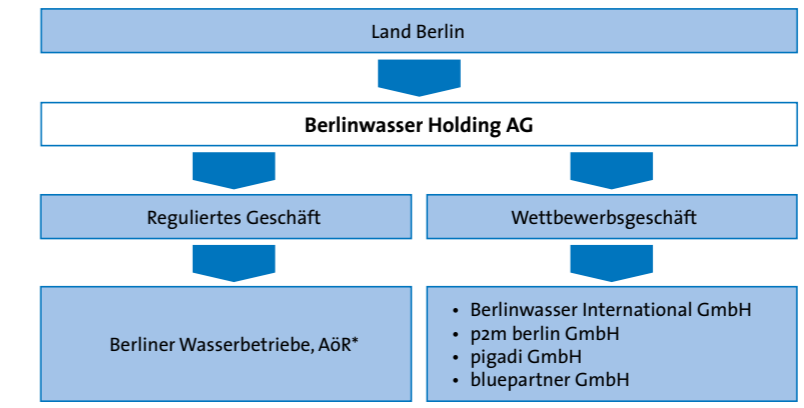 Land Berlin
Berlinwasser Holding AG
Reguliertes Geschäft
Wettbewerbsgeschäft
Berliner Wasserbetriebe, AöR*
• Berlinwasser International GmbH
• p2m berlin GmbH
• pigadi GmbH
• bluepartner GmbH